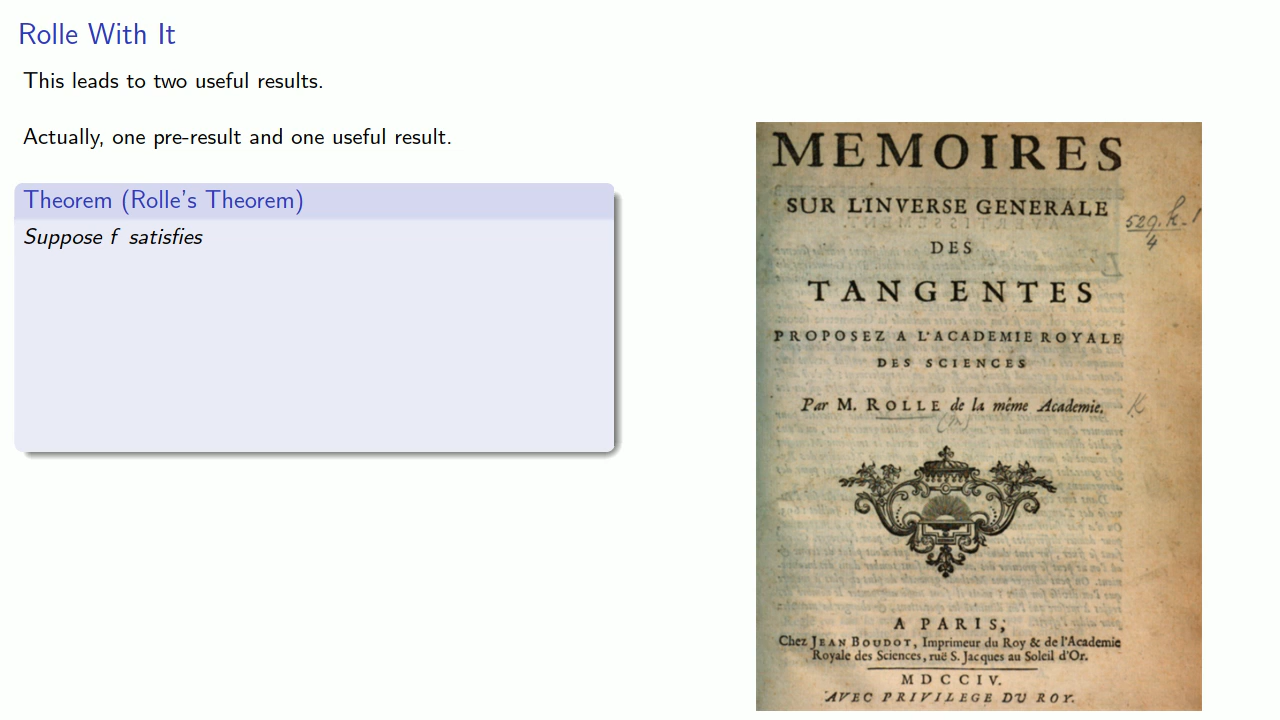 Rolle With It
This leads to two useful results.
Actually, one pre-result and one useful result.
Theorem (Rolle's Theorem)
Suppose f satisfies
MEMOIRES
SUR L'INVERSE GENERALE
DES
TANGENTES
PROPOSEZ A L'ACADEMIE ROYALE
DES SCIENCES
Par M. ROLLE de la même Academie.
A PARIS,
Chez JEAN BOUDOT, Imprimeur du Roy & de l'Academie
Royale des Sciences, ruë S. Jacques au Soleil d'Or.
MDCCIV.
AVEC PRIVILEGE DU ROY.